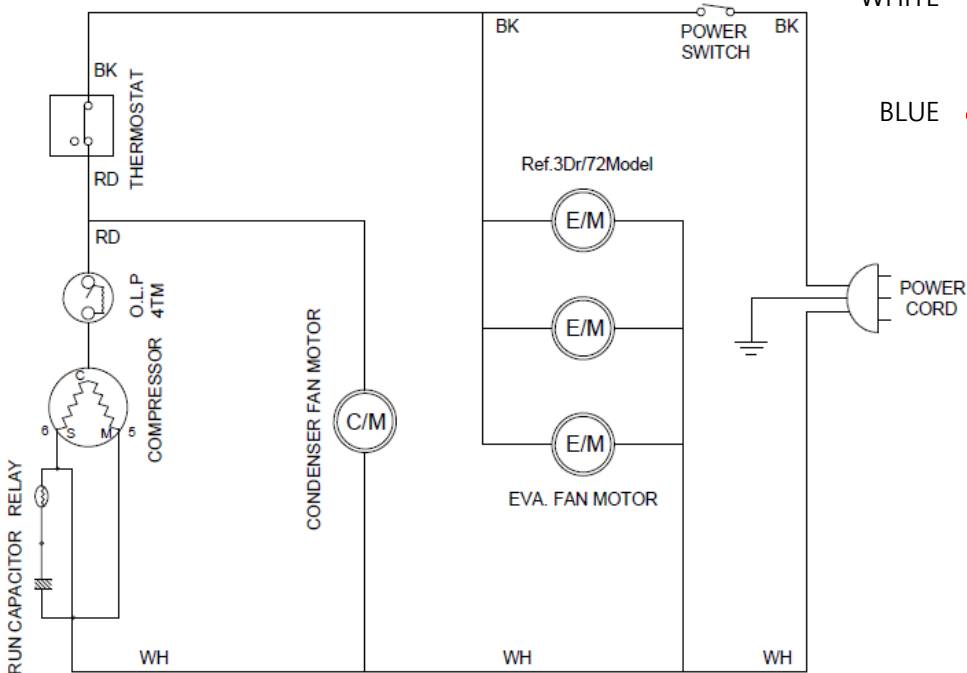 WHITE
BK
POWER
SWITCH
BK
BK
THERMOSTAT
BLUE
RD
Ref.3Dr/72Model
E/M
RD
O.L.P
4TM
POWER
CORD
E/M
COMPRESSOR
C
6
S
M
5
CONDENSER FAN MOTOR
C/M
E/M
EVA. FAN MOTOR
RELAY
RUN CAPACITOR
WH
WH
WH